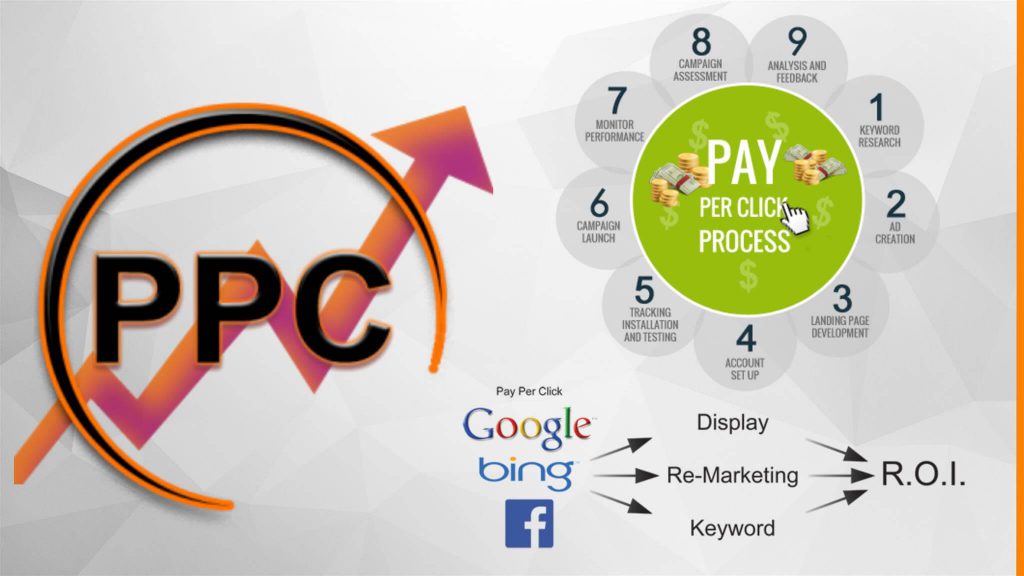 PPC
PAY
PER CLICK
PROCESS
1
KEYWORD
RESEARCH
2
AD
CREATION
3
LANDING PAGE
DEVELOPMENT
4
ACCOUNT
SET UP
5
TRACKING
INSTALLATION
AND TESTING
6
CAMPAIGN
LAUNCH
7
MONITOR
PERFORMANCE
8
CAMPAIGN
ASSESSMENT
9
ANALYSIS AND
FEEDBACK
Pay Per Click
Google
bing
f
Display
Re-Marketing
Keyword
R.O.I.